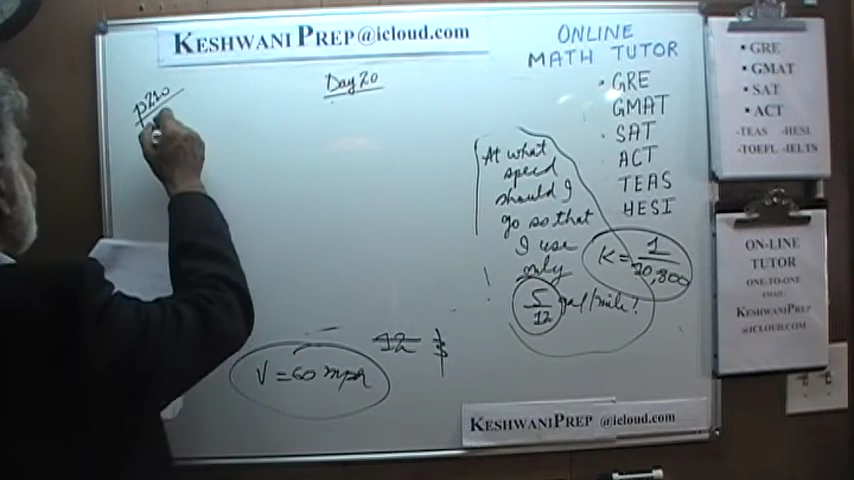 KESHWANI PREP@icloud.com
p210
Day 20
ONLINE
MATH TUTOR
• GRE
GMAT
• SAT
ACT
TEAS
HESI
At what
speed
should I
go so that
I use
only
5/12 gal/mile?
K = 1/20,800
V = 60 mph
12
• GRE
• GMAT
• SAT
• ACT
-TEAS -HESI
-TOEFL -IELTS
ON-LINE
TUTOR
ONE-TO-ONE
EMAIL
KESHWANIPREP
@ICLOUD.COM
KESHWANIPREP @icloud.com